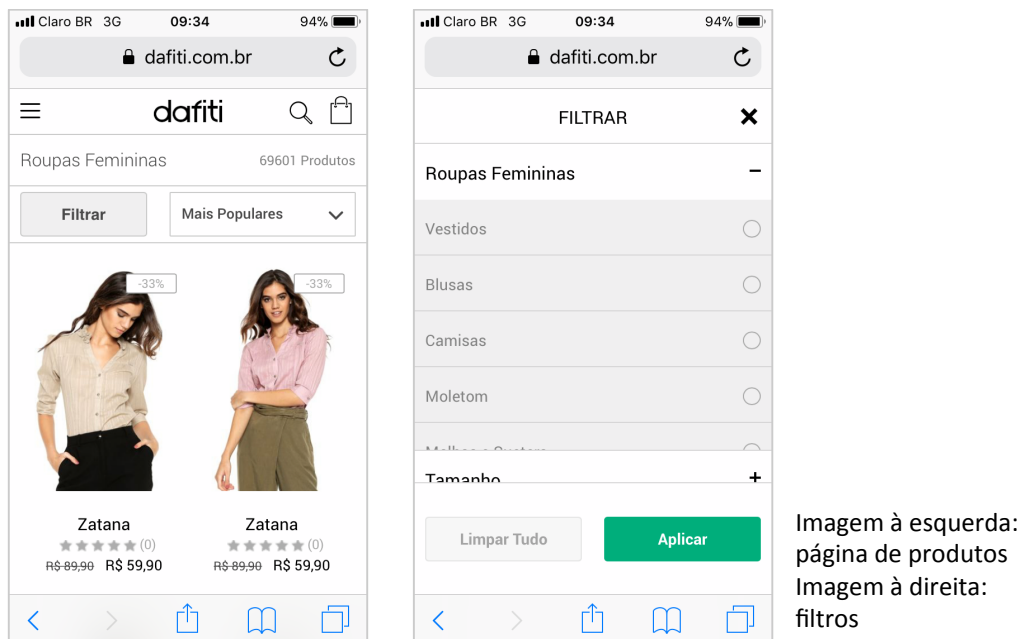 Claro BR 3G 09:34 94%
dafiti.com.br
dafiti
Roupas Femininas 69601 Produtos
Filtrar Mais Populares
-33% -33%
Zatana Zatana
(0) (0)
R$ 89,90 R$ 59,90 R$ 89,90 R$ 59,90
Claro BR 3G 09:34 94%
dafiti.com.br
FILTRAR
Roupas Femininas
Vestidos
Blusas
Camisas
Moletom
Tamanho
Limpar Tudo Aplicar
Imagem à esquerda:
página de produtos
Imagem à direita:
filtros